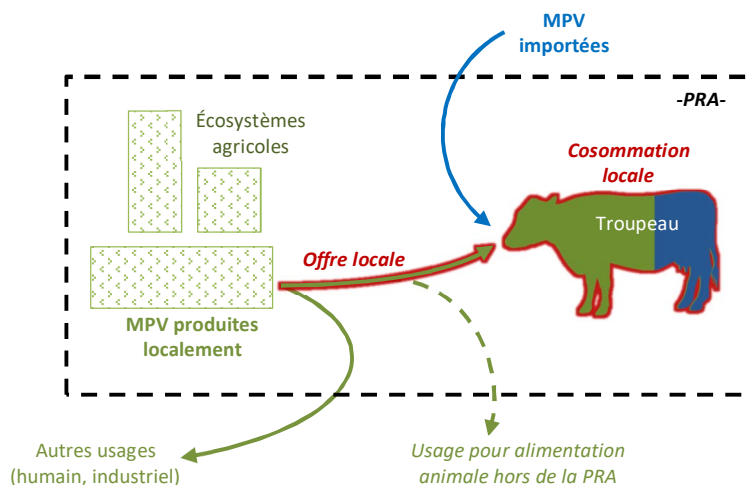 MPV
importées
-PRA-
Écosystèmes
agricoles
Cosommation
locale
Troupeau
Offre locale
MPV produites
localement
Autres usages
(humain, industriel)
Usage pour alimentation
animale hors de la PRA